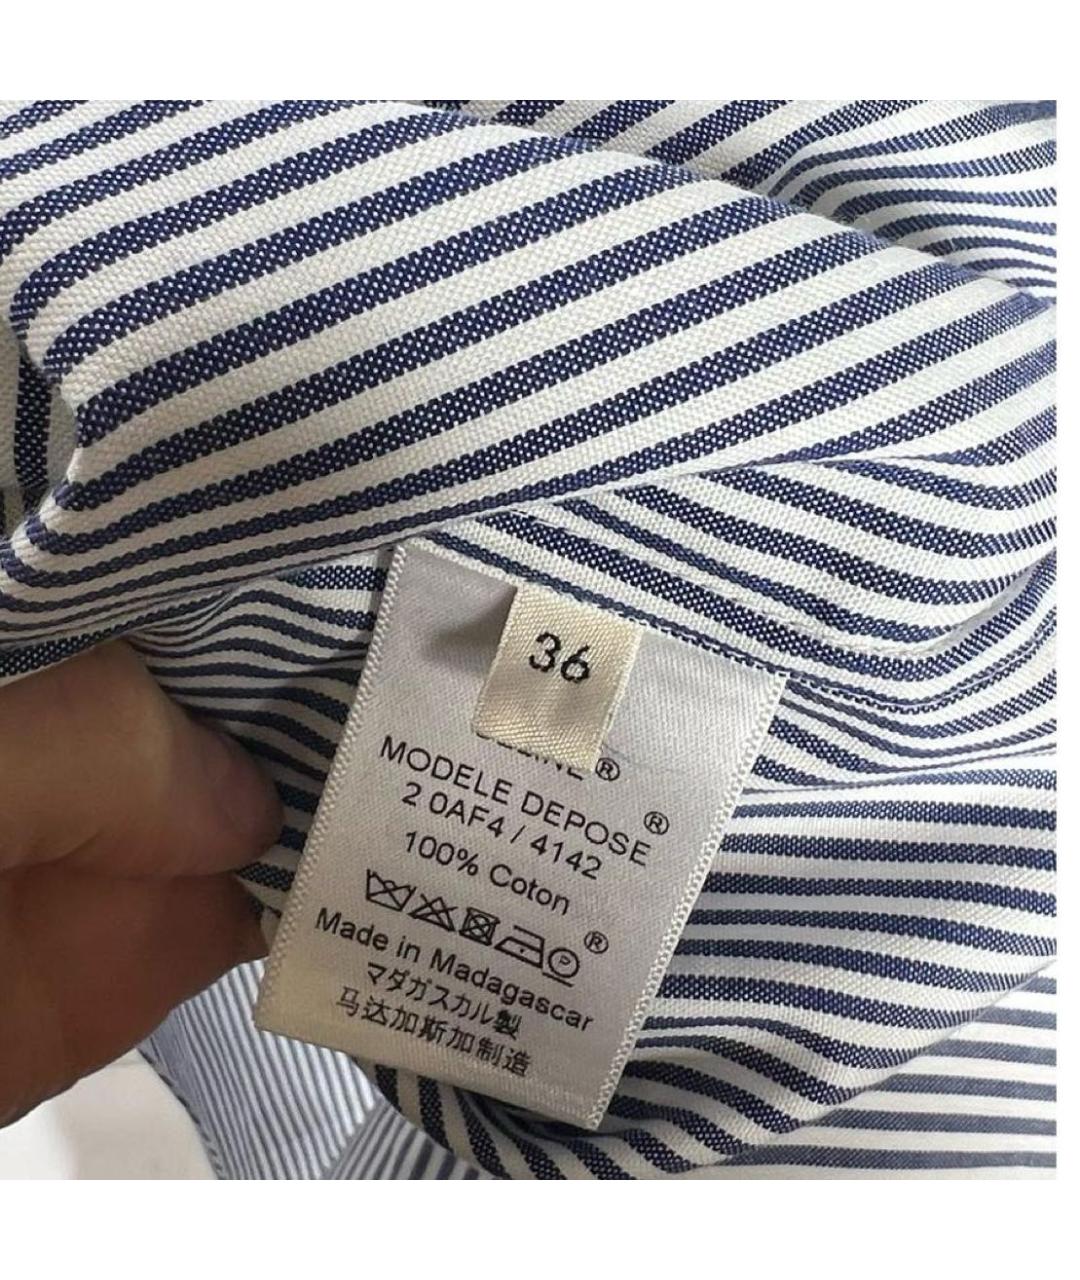 36
MODELE DEPOSE ®
2 0AF4 / 4142
100% Coton
P ®
Made in Madagascar
マダガスカル製
马达加斯加制造